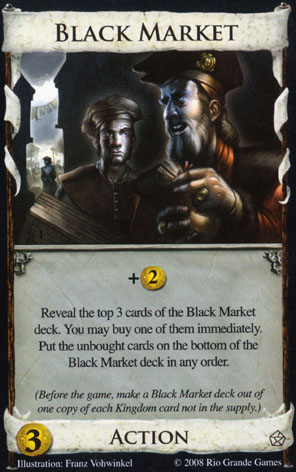 BLACK MARKET
+2
Reveal the top 3 cards of the Black Market
deck. You may buy one of them immediately.
Put the unbought cards on the bottom of the
Black Market deck in any order.
(Before the game, make a Black Market deck out of
one copy of each Kingdom card not in the supply.)
3 ACTION
Illustration: Franz Vohwinkel © 2008 Rio Grande Games